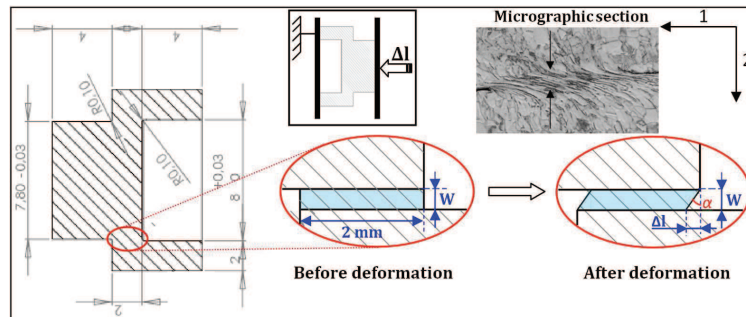 4
4
R0,10
R0,10
7.80 -0.03
+0.03
8 0
2
2
Δl
Micrographic section
1
2
W
2 mm
Before deformation
α
W
Δl
After deformation